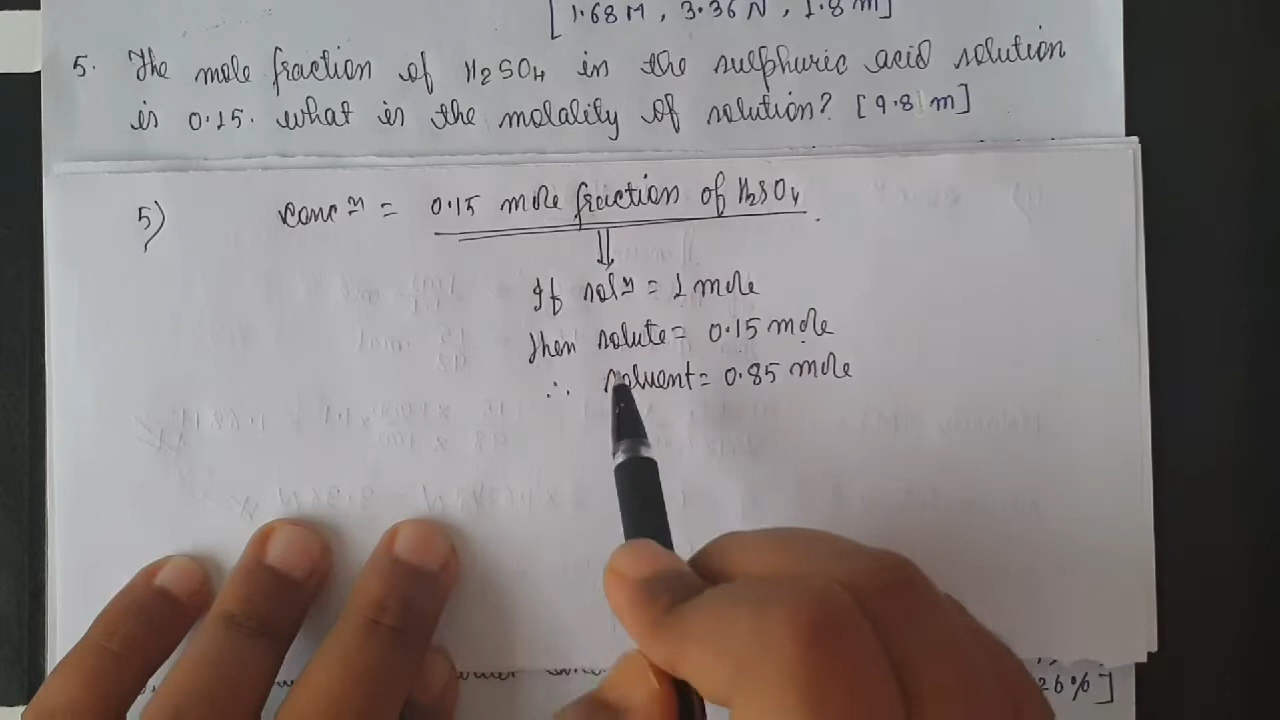 [1.68 M, 3.36 N, 1.8 m]
5. The mole fraction of H2SO4 in the sulphuric acid solution
is 0.15. what is the molality of solution? [9.8 m]
5) concⁿ = 0.15 mole fraction of H2SO4.
⇓
If solⁿ = 1 mole
then solute = 0.15 mole
∴ solvent = 0.85 mole
26%]